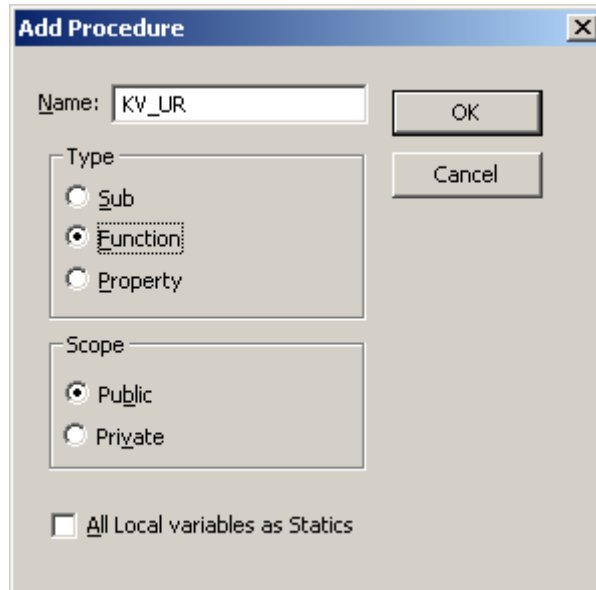 Add Procedure
Name: KV_UR
OK
Type
Cancel
Sub
Function
Property
Scope
Public
Private
All Local variables as Statics